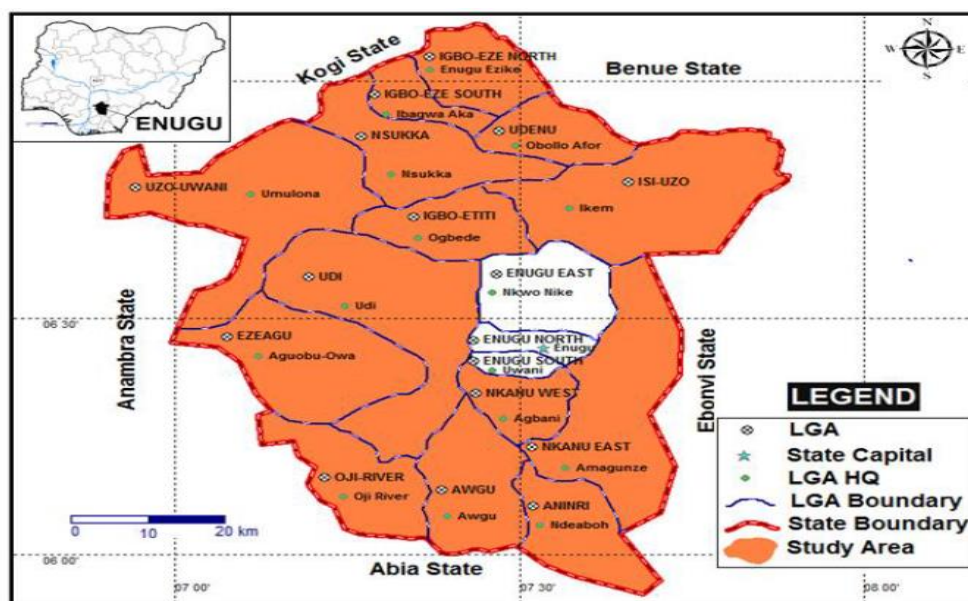 ENUGU
Kogi State
Benue State
N
W
E
S
IGBO-EZE NORTH
Enugu Ezike
IGBO-EZE SOUTH
Ibagwa Aka
NSUKKA
UDENU
Obollo Afor
Nsukka
UZO-UWANI
Umulona
ISI-UZO
Ikem
IGBO-ETITI
Ogbede
UDI
Udi
ENUGU EAST
Nkwo Nike
06 30'
EZEAGU
Aguobu-Owa
ENUGU NORTH
Enugu
ENUGU SOUTH
Uwani
Anambra State
Ebonvi State
NKANU WEST
Agbani
NKANU EAST
Amagunze
OJI-RIVER
Oji River
AWGU
Awgu
ANINRI
Ndeaboh
0 10 20 km
06 00'
Abia State
07 00'
07 30'
08 00'
LEGEND
LGA
State Capital
LGA HQ
LGA Boundary
State Boundary
Study Area